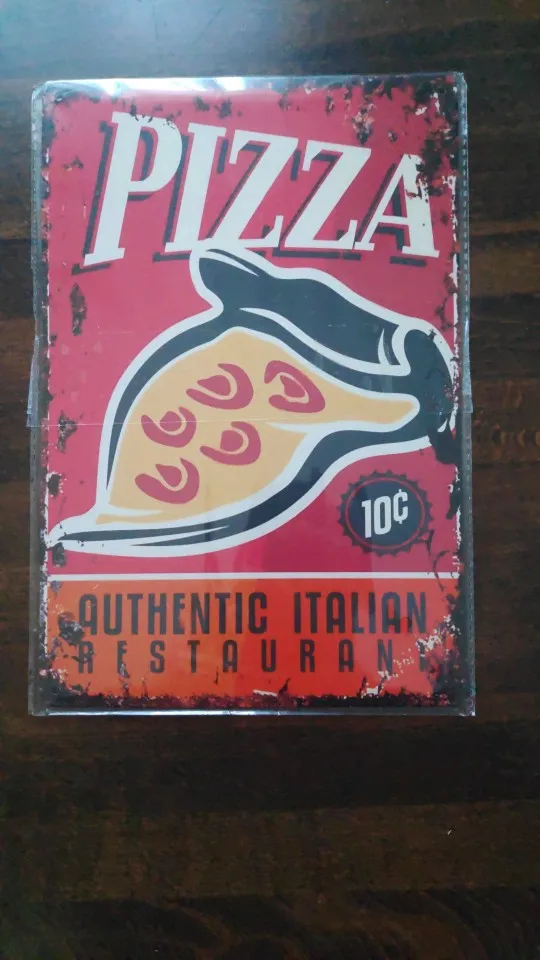 PIZZA
10¢
AUTHENTIC ITALIAN
RESTAURANT